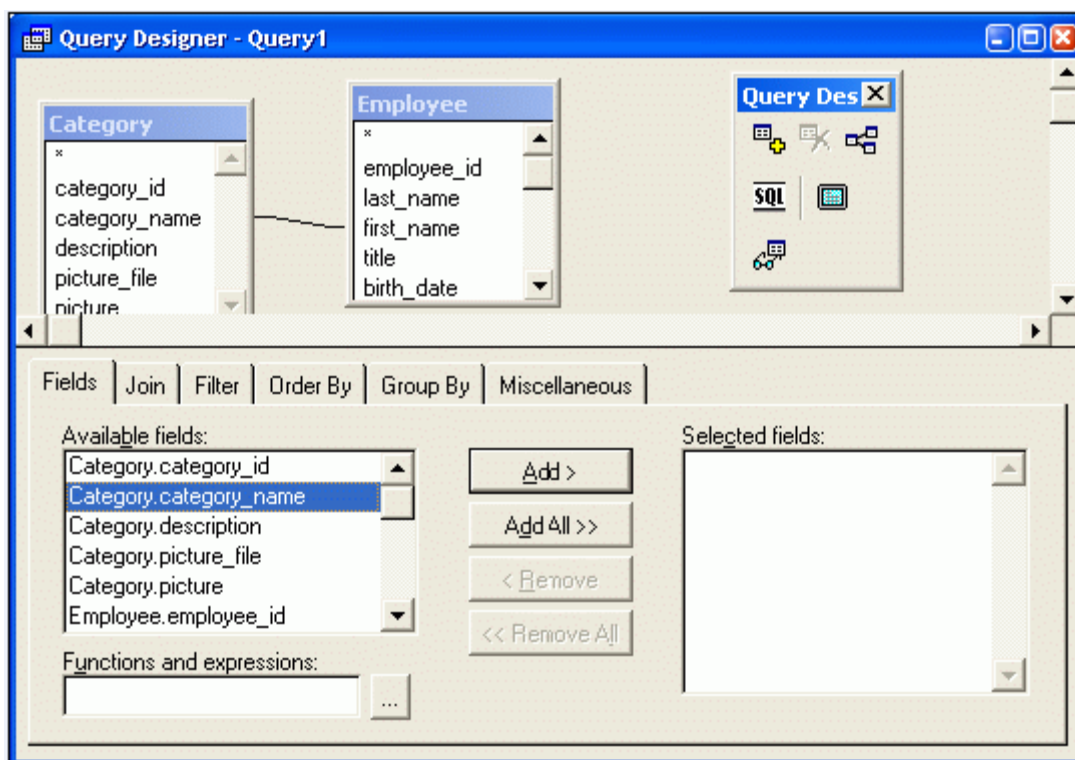 Query Designer - Query1
Category
*
category_id
category_name
description
picture_file
picture
Employee
*
employee_id
last_name
first_name
title
birth_date
Query Des
SQL
Fields
Join
Filter
Order By
Group By
Miscellaneous
Available fields:
Category.category_id
Category.category_name
Category.description
Category.picture_file
Category.picture
Employee.employee_id
Functions and expressions:
...
Add >
Add All >>
< Remove
<< Remove All
Selected fields: